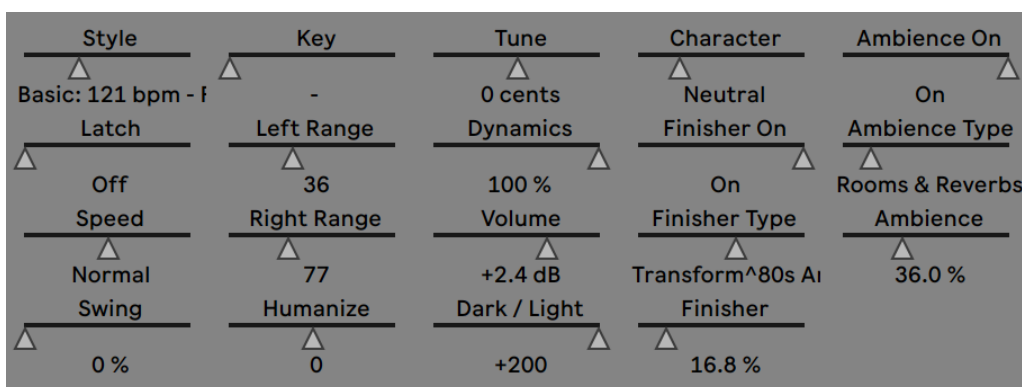 Style Key Tune Character Ambience On
Basic: 121 bpm - F - 0 cents Neutral On
Latch Left Range Dynamics Finisher On Ambience Type
Off 36 100 % On Rooms & Reverbs
Speed Right Range Volume Finisher Type Ambience
Normal 77 +2.4 dB Transform^80s 36.0 %
Swing Humanize Dark / Light Finisher
0 % 0 +200 16.8 %